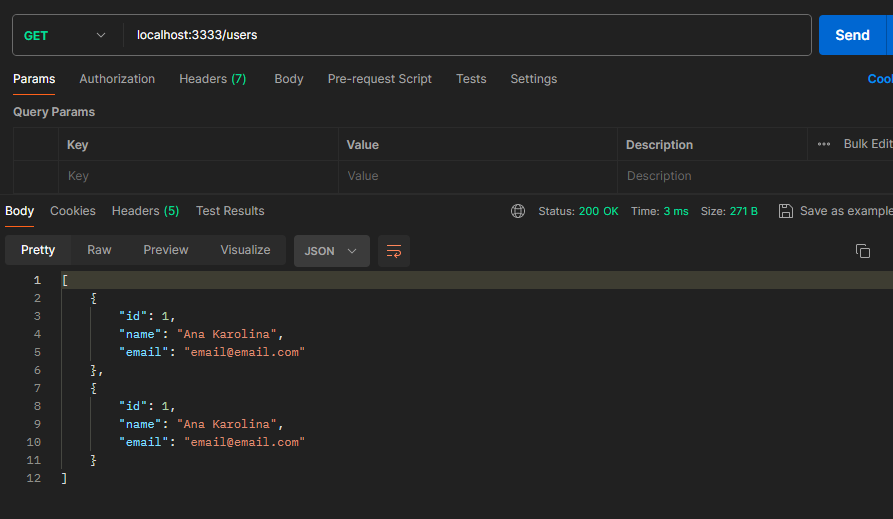 GET localhost:3333/users Send
Params Authorization Headers (7) Body Pre-request Script Tests Settings
Query Params
Key Value Description ••• Bulk Edit
Key Value Description
Body Cookies Headers (5) Test Results Status: 200 OK Time: 3 ms Size: 271 B Save as example
Pretty Raw Preview Visualize JSON
1 [
2 {
3 "id": 1,
4 "name": "Ana Karolina",
5 "email": "email@email.com"
6 },
7 {
8 "id": 1,
9 "name": "Ana Karolina",
10 "email": "email@email.com"
11 }
12 ]